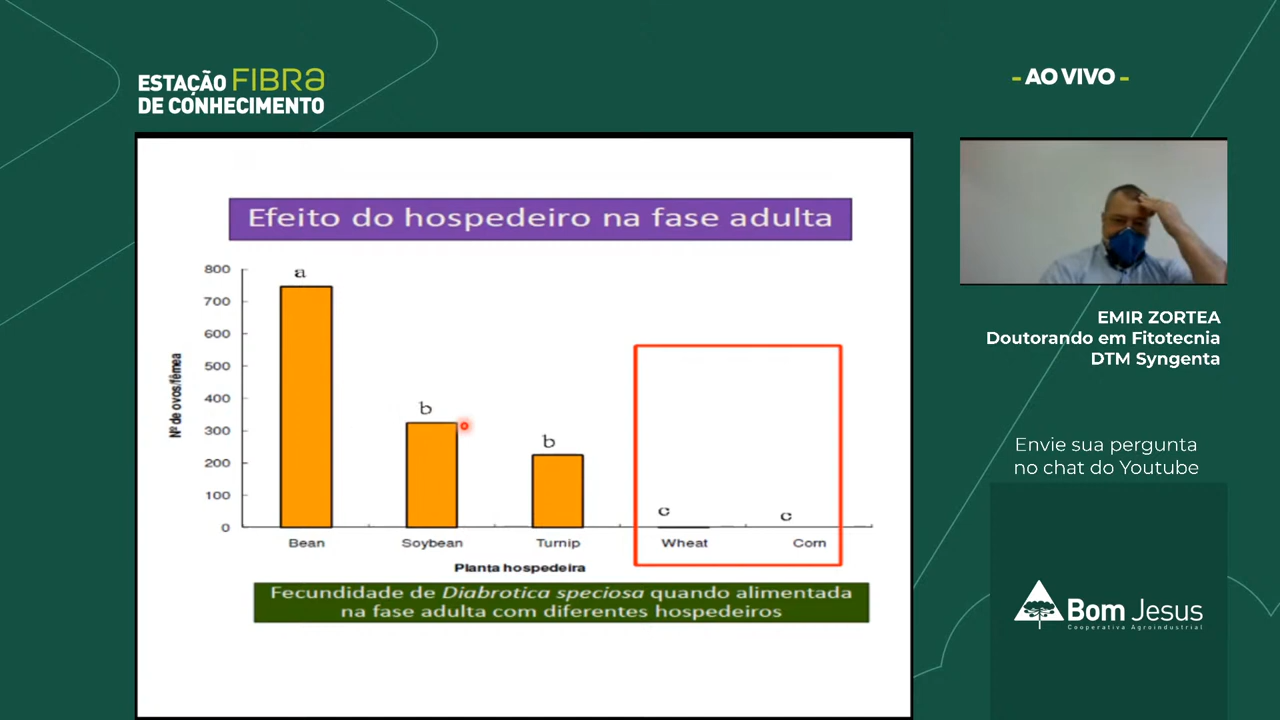 ESTAÇÃO FIBRA
DE CONHECIMENTO
- AO VIVO -
Efeito do hospedeiro na fase adulta
800
700
600
500
400
300
200
100
0
Nº de ovos/fêmea
a
b
b
c
c
Bean
Soybean
Turnip
Wheat
Corn
Planta hospedeira
Fecundidade de Diabrotica speciosa quando alimentada
na fase adulta com diferentes hospedeiros
EMIR ZORTEA
Doutorando em Fitotecnia
DTM Syngenta
Envie sua pergunta
no chat do Youtube
Bom Jesus
Cooperativa Agroindustrial